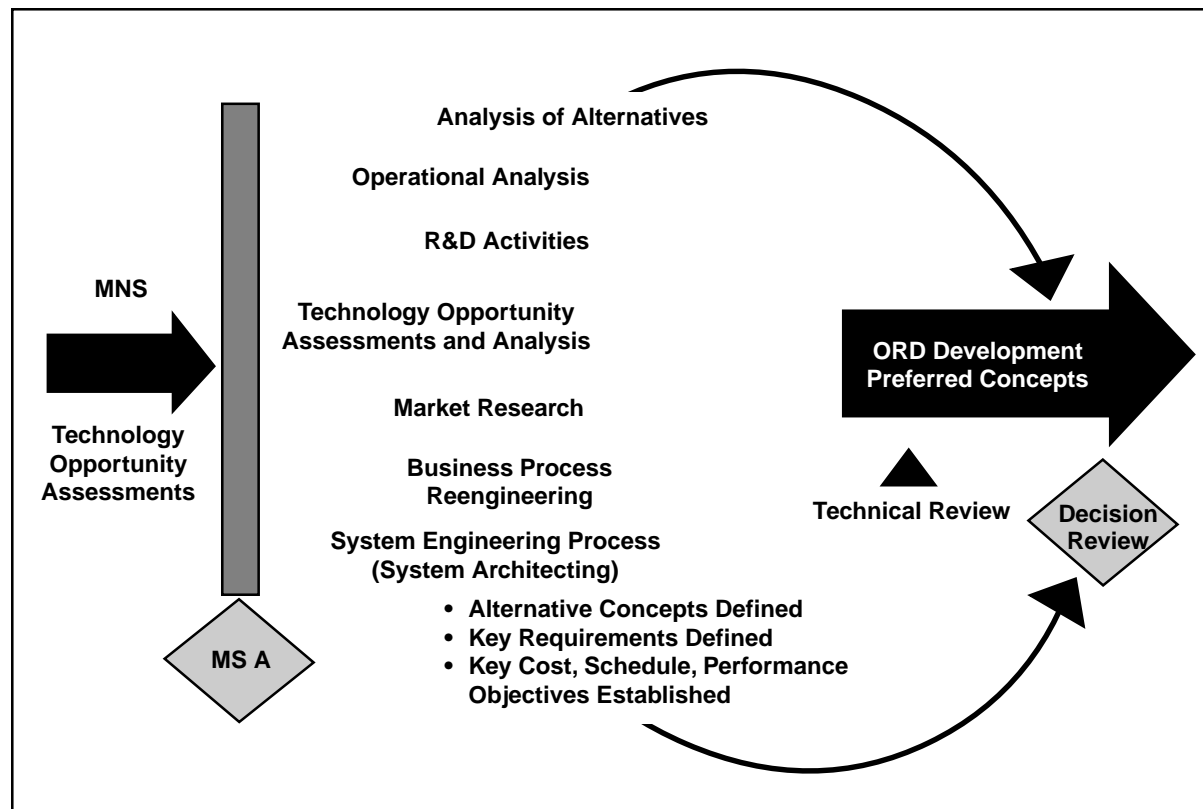 MNS
Technology
Opportunity
Assessments
MS A
Analysis of Alternatives
Operational Analysis
R&D Activities
Technology Opportunity
Assessments and Analysis
Market Research
Business Process
Reengineering
System Engineering Process
(System Architecting)
• Alternative Concepts Defined
• Key Requirements Defined
• Key Cost, Schedule, Performance
Objectives Established
ORD Development
Preferred Concepts
Technical Review
Decision
Review